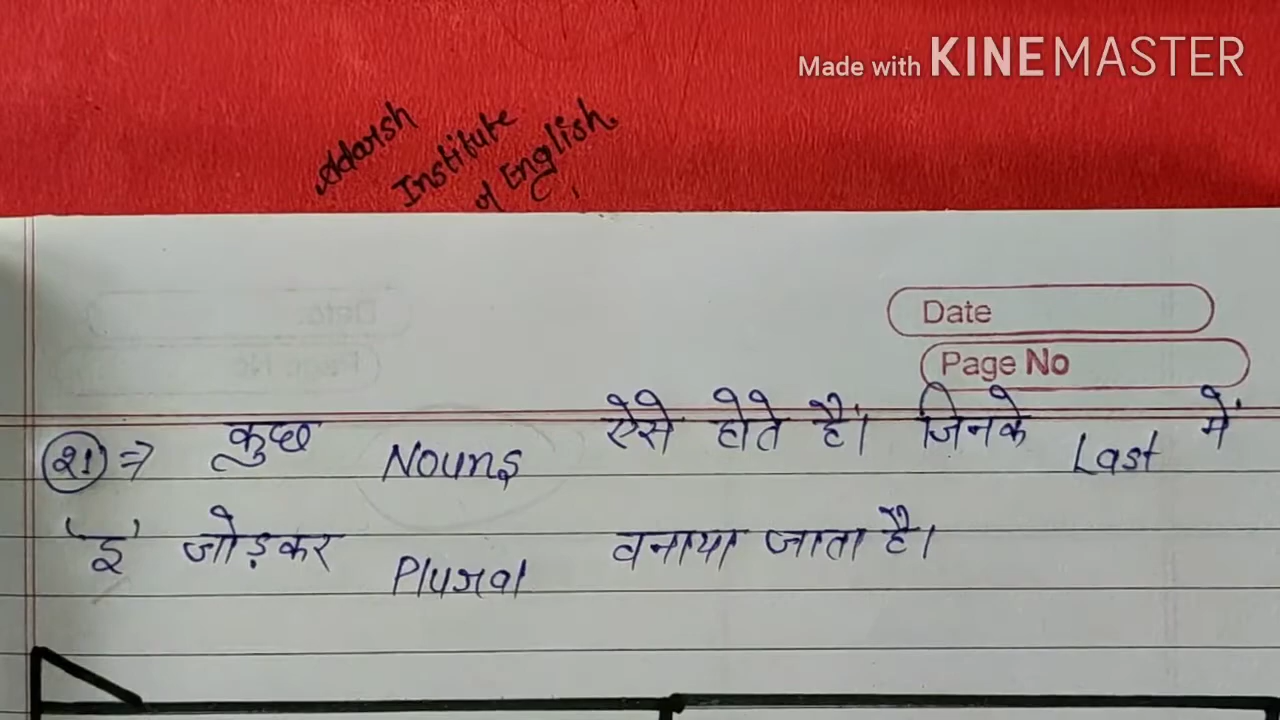 Made with KINEMASTER
Adarsh
Institute
of English.
Date
Page No
(21) ⇒ कुछ Nouns ऐसे होते हैं। जिनके Last में
'इ' जोड़कर Plural बनाया जाता है।